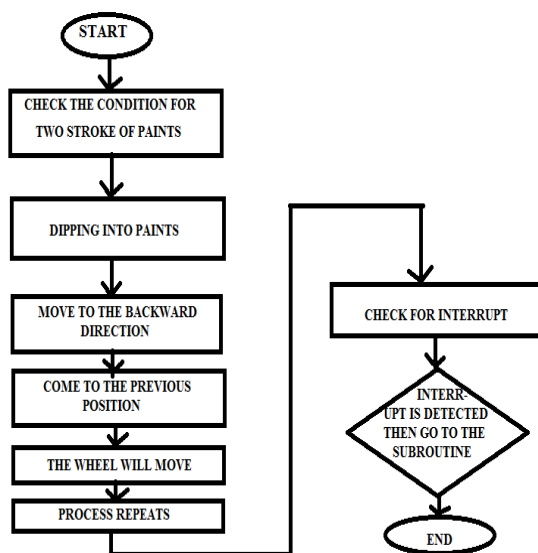 START
CHECK THE CONDITION FOR
TWO STROKE OF PAINTS
DIPPING INTO PAINTS
MOVE TO THE BACKWARD
DIRECTION
COME TO THE PREVIOUS
POSITION
THE WHEEL WILL MOVE
PROCESS REPEATS
CHECK FOR INTERRUPT
INTERR-
UPT IS DETECTED
THEN GO TO THE
SUBROUTINE
END